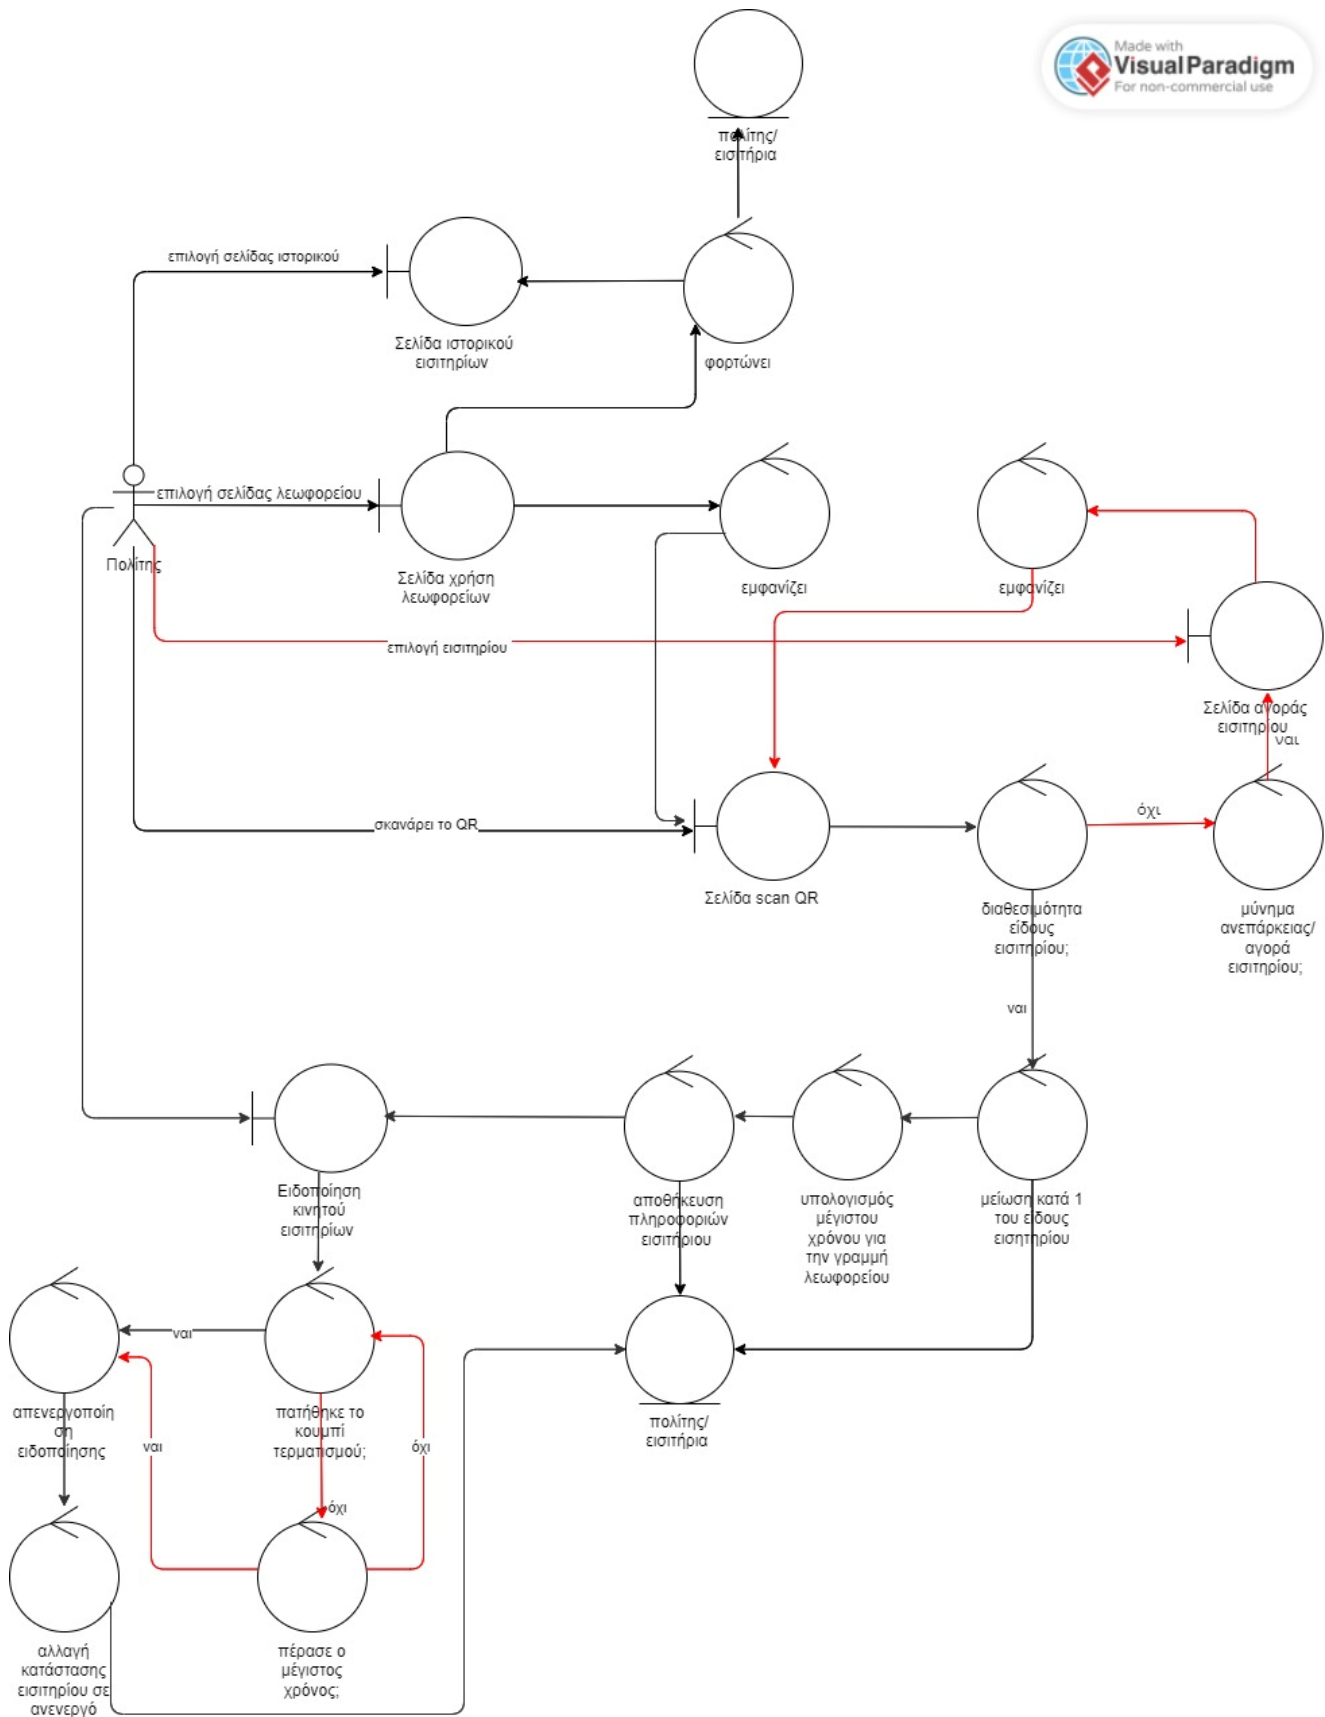 Made with
Visual Paradigm
For non-commercial use
πολίτης/
εισιτήρια
επιλογή σελίδας ιστορικού
Σελίδα ιστορικού
εισιτηρίων
φορτώνει
επιλογή σελίδας λεωφορείου
Πολίτης
Σελίδα χρήση
λεωφορείων
εμφανίζει
εμφανίζει
επιλογή εισιτηρίου
Σελίδα αγοράς
εισιτηρίου
ναι
σκανάρει το QR
όχι
Σελίδα scan QR
διαθεσιμότητα
είδους
εισιτηρίου;
μύνημα
ανεπάρκειας/
αγορά
εισιτηρίου;
ναι
Ειδοποίηση
κινητού
εισιτηρίων
αποθήκευση
πληροφοριών
εισιτήριου
υπολογισμός
μέγιστου
χρόνου για
την γραμμή
λεωφορείου
μείωση κατά 1
του είδους
εισητηρίου
ναι
απενεργοποίη
ση
ειδοποίησης
πατήθηκε το
κουμπί
τερματισμού;
πολίτης/
εισιτήρια
ναι
όχι
όχι
αλλαγή
κατάστασης
εισιτηρίου σε
ανενεργό
πέρασε ο
μέγιστος
χρόνος;